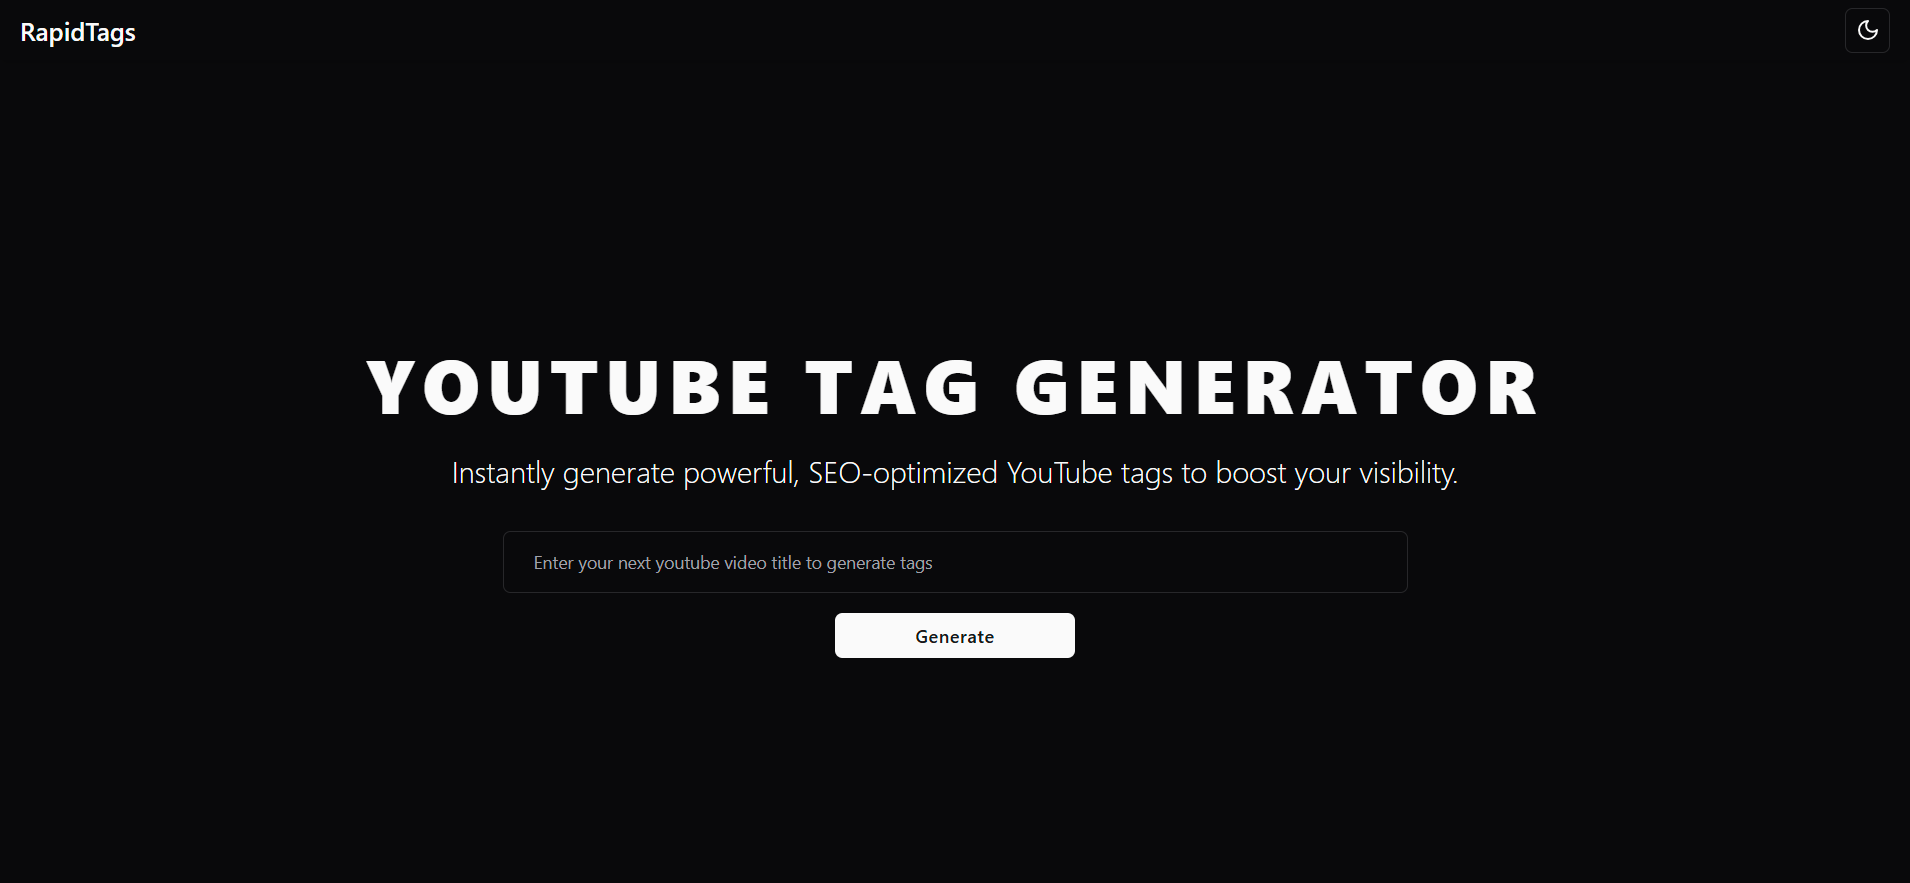 RapidTags
YOUTUBE TAG GENERATOR
Instantly generate powerful, SEO-optimized YouTube tags to boost your visibility.
Enter your next youtube video title to generate tags
Generate